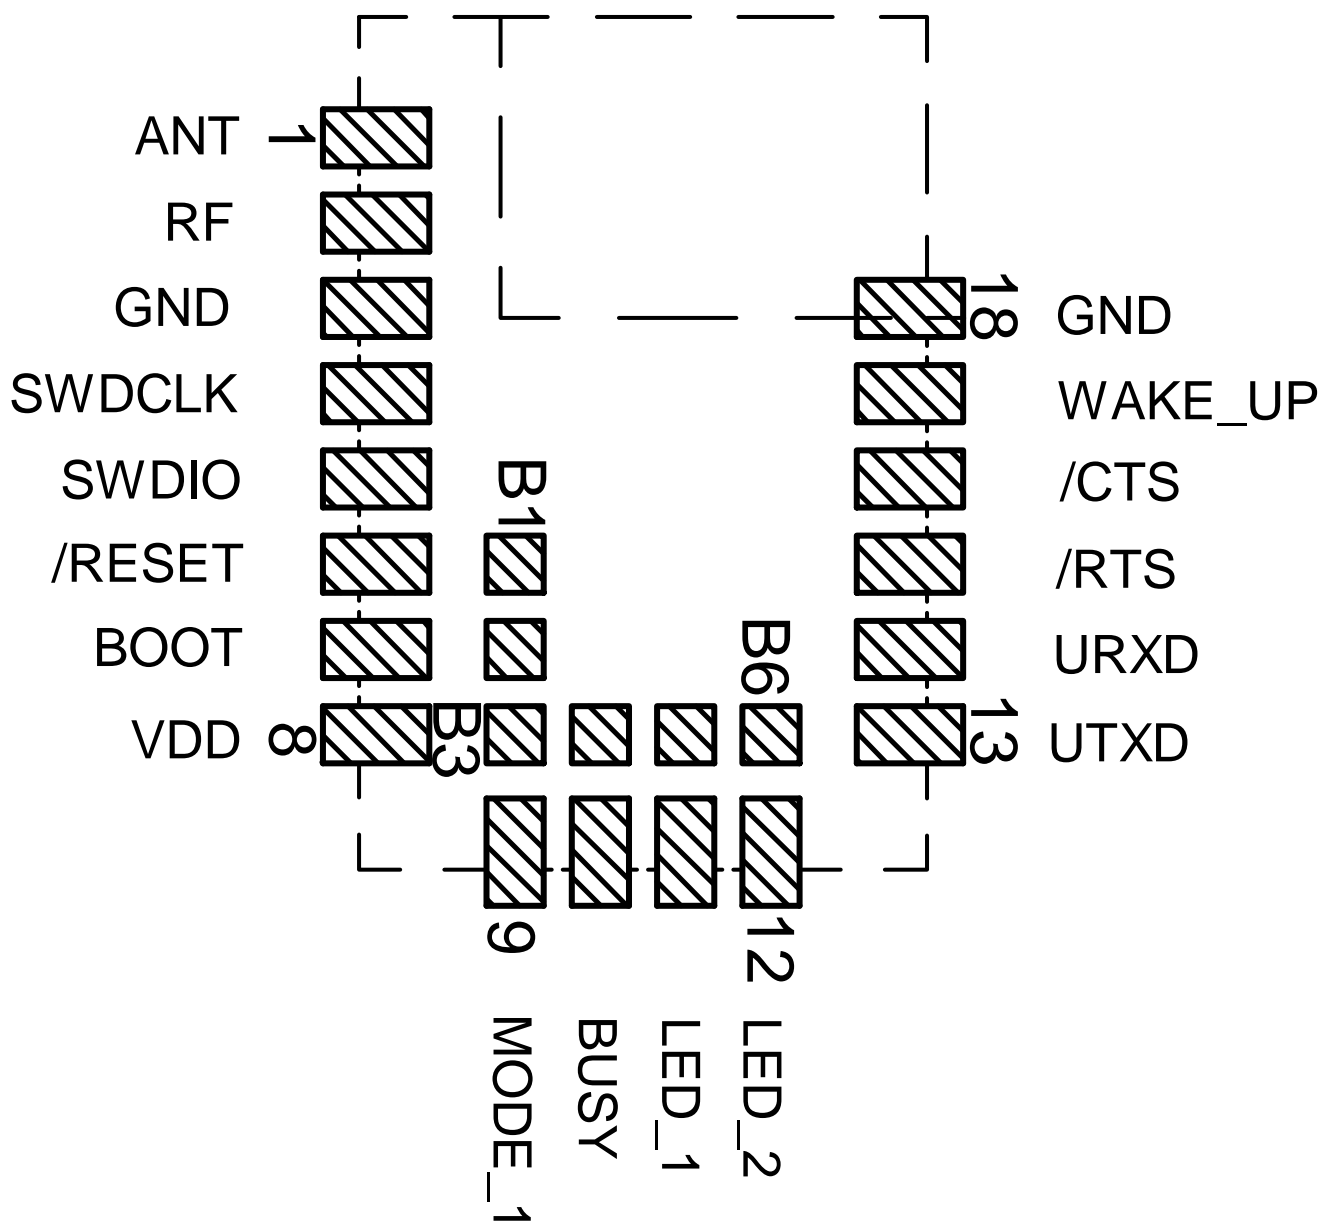 ANT 1
RF
GND
SWDCLK
SWDIO
/RESET
BOOT
VDD 8
B1
B3
B6
18 GND
WAKE_UP
/CTS
/RTS
URXD
13 UTXD
9
12
MODE_1
BUSY
LED_1
LED_2